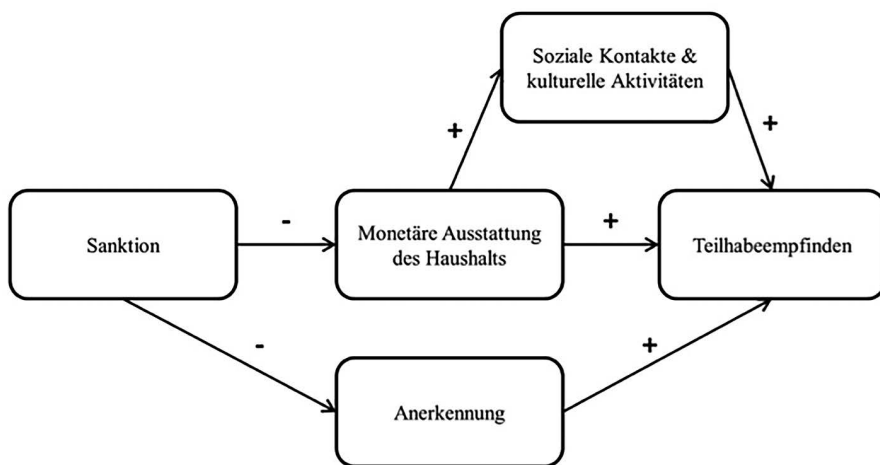 Soziale Kontakte &
kulturelle Aktivitäten
+
+
Sanktion
-
Monetäre Ausstattung
des Haushalts
+
Teilhabeempfinden
-
+
Anerkennung